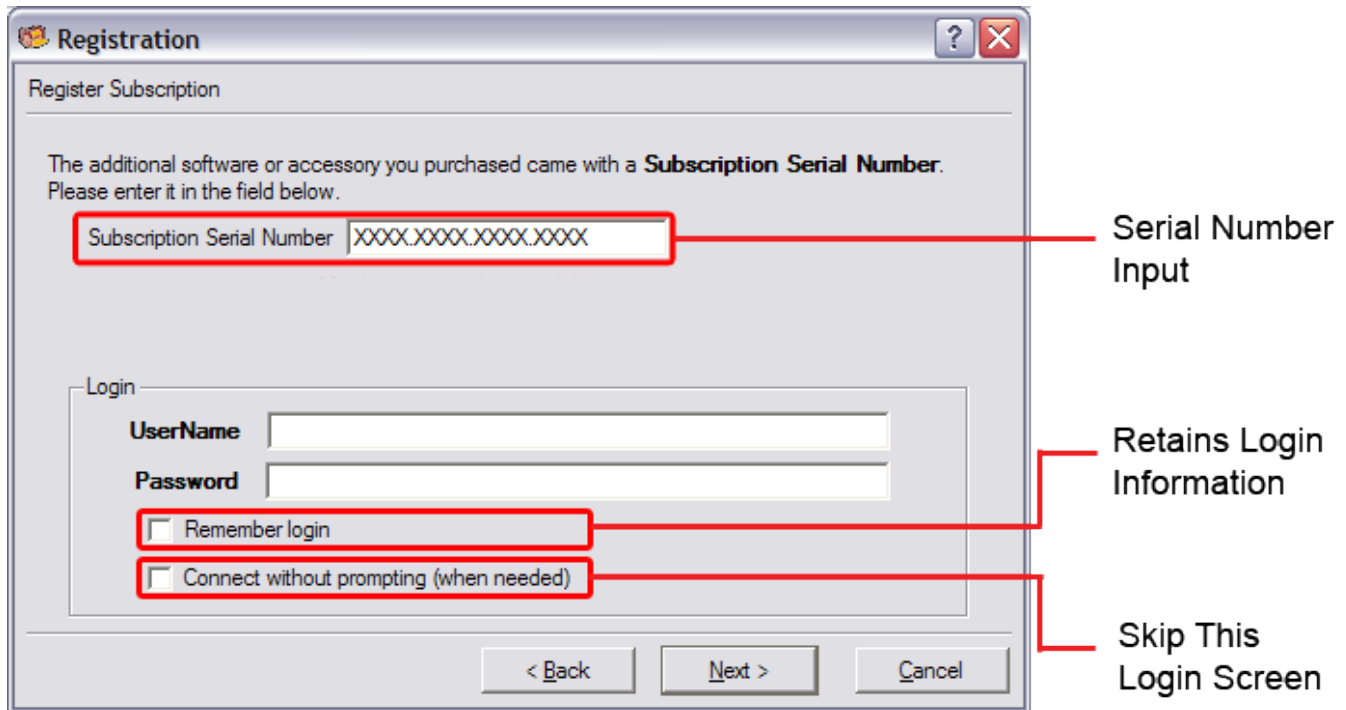 Registration
Register Subscription
The additional software or accessory you purchased came with a Subscription Serial Number.
Please enter it in the field below.
Subscription Serial Number XXXX.XXXX.XXXX.XXXX
Serial Number
Input
Login
UserName
Password
Remember login
Connect without prompting (when needed)
Retains Login
Information
Skip This
Login Screen
< Back
Next >
Cancel